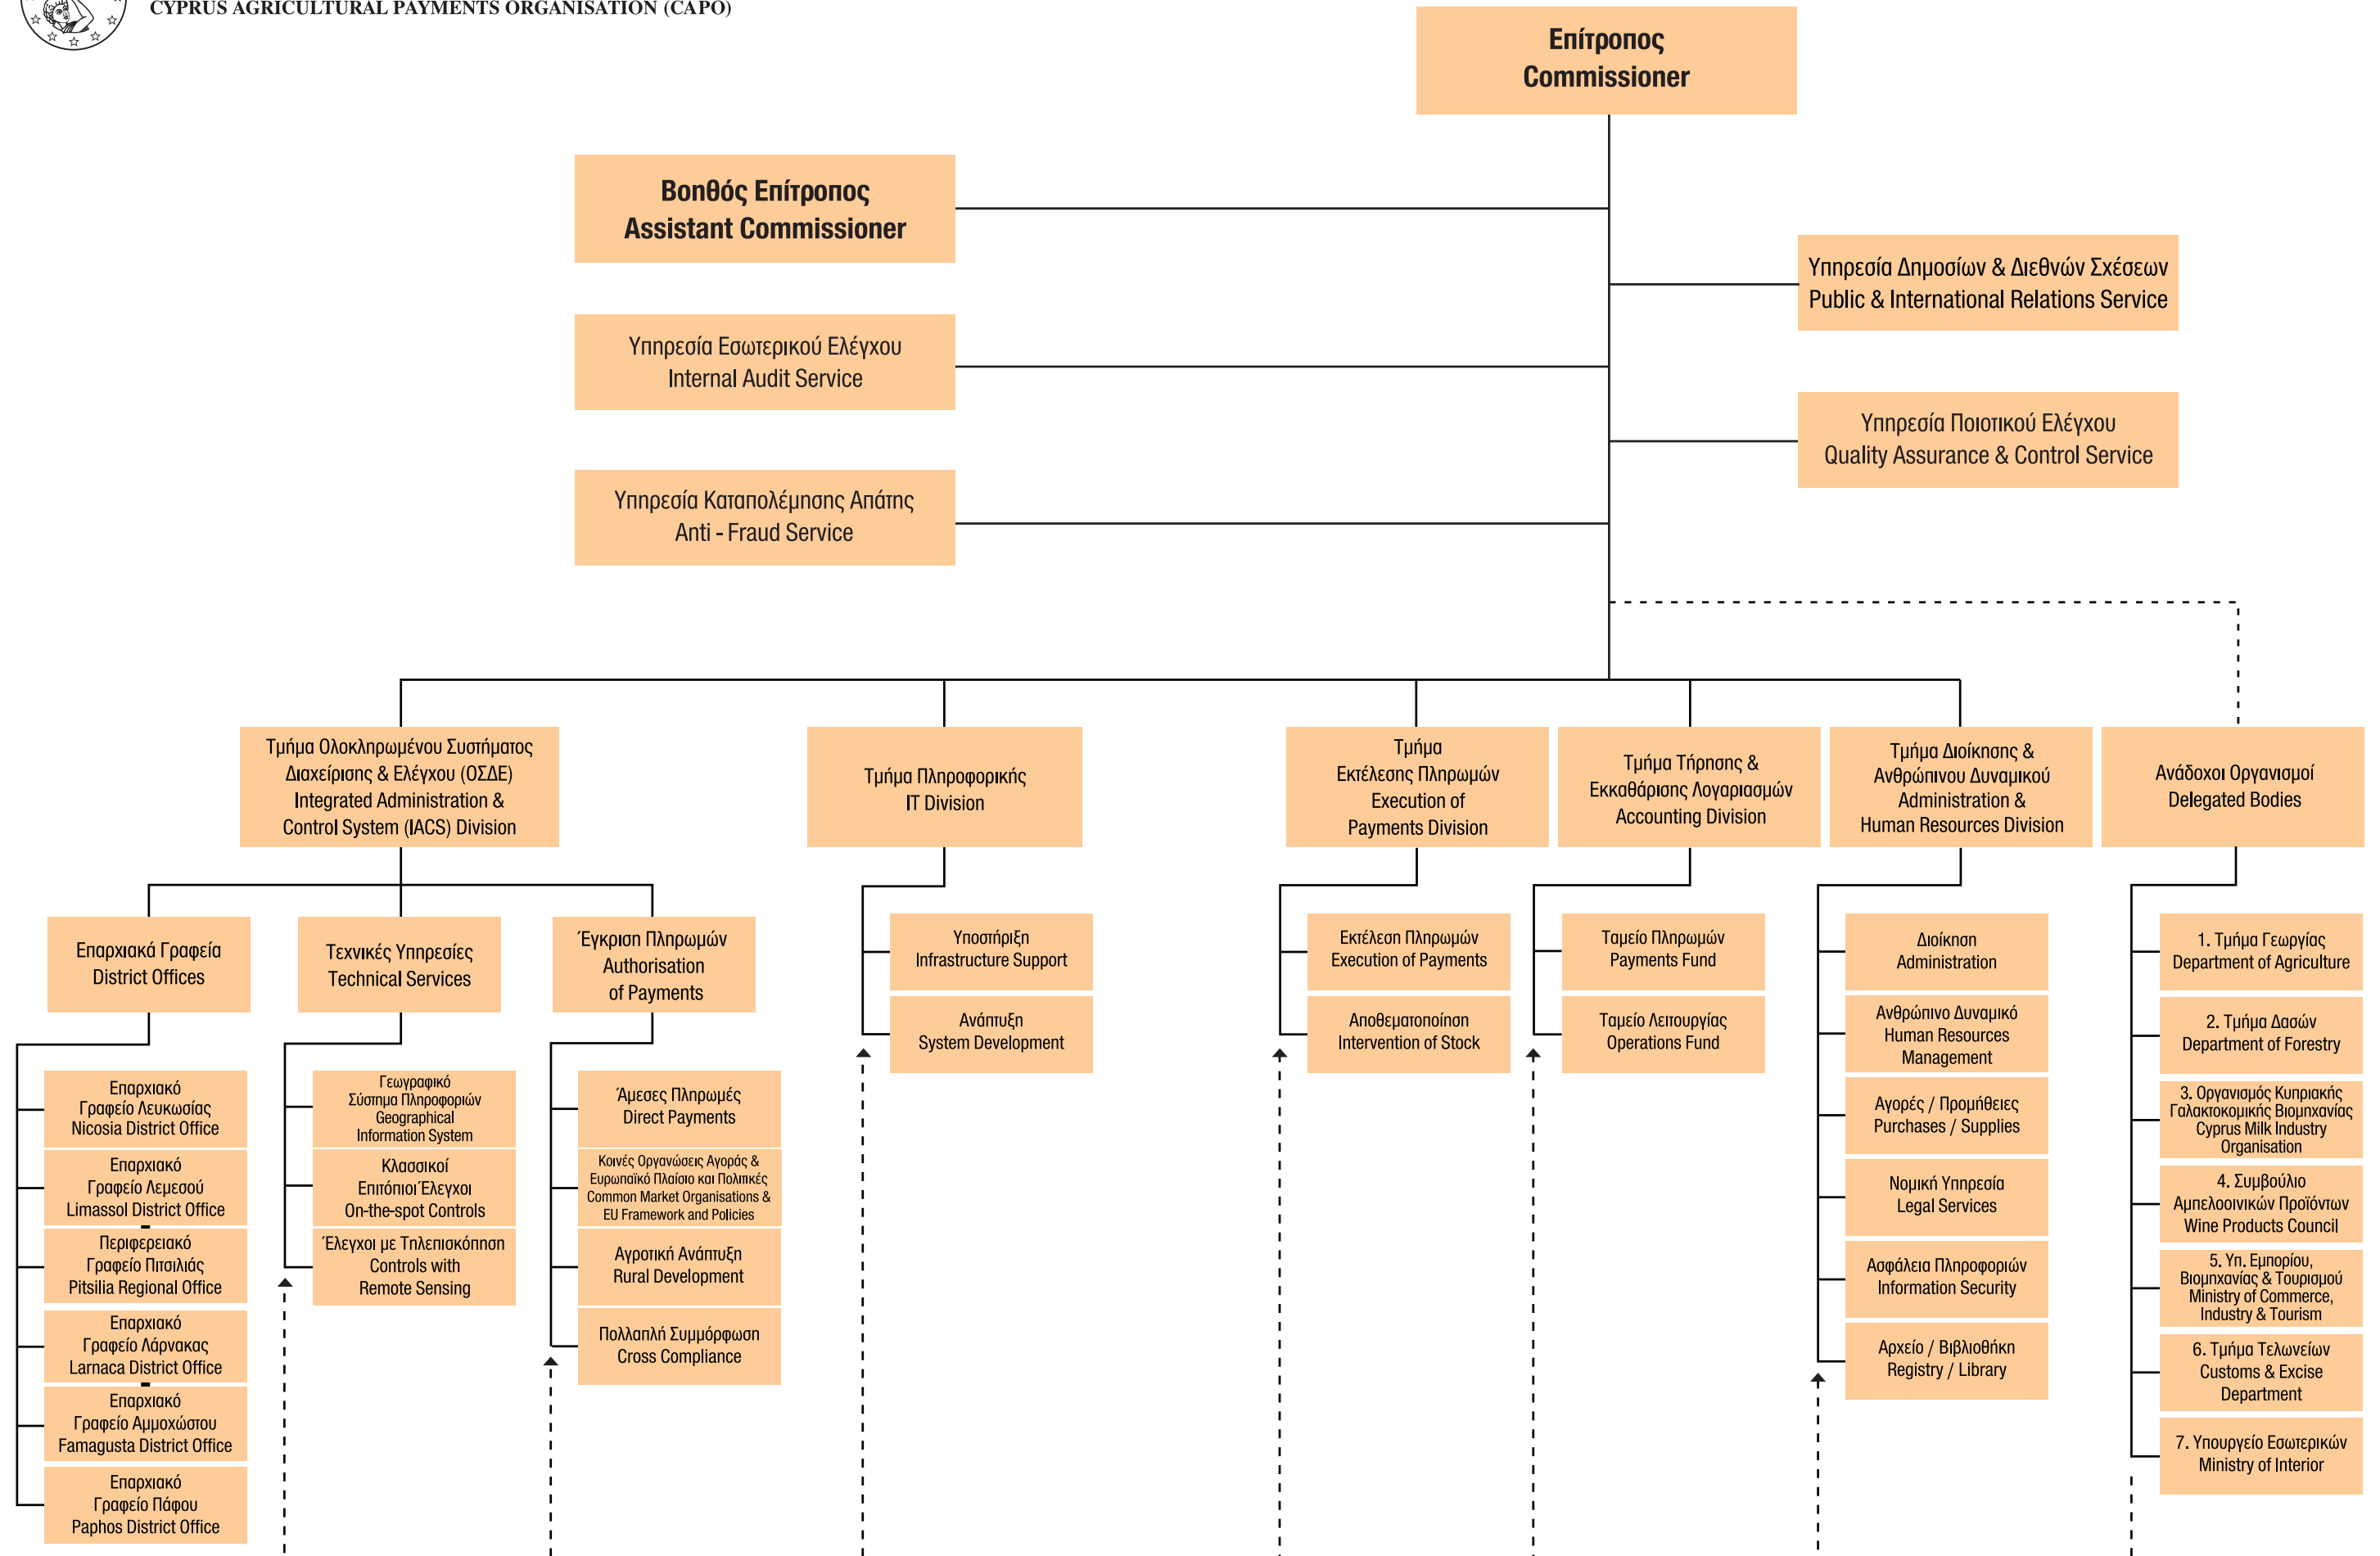 CYPRUS AGRICULTURAL PAYMENTS ORGANISATION (CAPO)
Επίτροπος
Commissioner
Βοηθός Επίτροπος
Assistant Commissioner
Υπηρεσία Δημοσίων & Διεθνών Σχέσεων
Public & International Relations Service
Υπηρεσία Εσωτερικού Ελέγχου
Internal Audit Service
Υπηρεσία Ποιοτικού Ελέγχου
Quality Assurance & Control Service
Υπηρεσία Καταπολέμησης Απάτης
Anti - Fraud Service
Τμήμα Ολοκληρωμένου Συστήματος
Διαχείρισης & Ελέγχου (ΟΣΔΕ)
Integrated Administration &
Control System (IACS) Division
Τμήμα Πληροφορικής
IT Division
Τμήμα
Εκτέλεσης Πληρωμών
Execution of
Payments Division
Τμήμα Τήρησης &
Εκκαθάρισης Λογαριασμών
Accounting Division
Τμήμα Διοίκησης &
Ανθρώπινου Δυναμικού
Administration &
Human Resources Division
Ανάδοχοι Οργανισμοί
Delegated Bodies
Επαρχιακά Γραφεία
District Offices
Τεχνικές Υπηρεσίες
Technical Services
Έγκριση Πληρωμών
Authorisation
of Payments
Επαρχιακό
Γραφείο Λευκωσίας
Nicosia District Office
Επαρχιακό
Γραφείο Λεμεσού
Limassol District Office
Περιφερειακό
Γραφείο Πιτσιλιάς
Pitsilia Regional Office
Επαρχιακό
Γραφείο Λάρνακας
Larnaca District Office
Επαρχιακό
Γραφείο Αμμοχώστου
Famagusta District Office
Επαρχιακό
Γραφείο Πάφου
Paphos District Office
Γεωγραφικό
Σύστημα Πληροφοριών
Geographical
Information System
Κλασσικοί
Επιτόπιοι Έλεγχοι
On-the-spot Controls
Έλεγχοι με Τηλεπισκόπηση
Controls with
Remote Sensing
Άμεσες Πληρωμές
Direct Payments
Κοινές Οργανώσεις Αγοράς &
Ευρωπαϊκό Πλαίσιο και Πολιτικές
Common Market Organisations &
EU Framework and Policies
Αγροτική Ανάπτυξη
Rural Development
Πολλαπλή Συμμόρφωση
Cross Compliance
Υποστήριξη
Infrastructure Support
Ανάπτυξη
System Development
Εκτέλεση Πληρωμών
Execution of Payments
Αποθεματοποίηση
Intervention of Stock
Ταμείο Πληρωμών
Payments Fund
Ταμείο Λειτουργίας
Operations Fund
Διοίκηση
Administration
Ανθρώπινο Δυναμικό
Human Resources
Management
Αγορές / Προμήθειες
Purchases / Supplies
Νομική Υπηρεσία
Legal Services
Ασφάλεια Πληροφοριών
Information Security
Αρχείο / Βιβλιοθήκη
Registry / Library
1. Τμήμα Γεωργίας
Department of Agriculture
2. Τμήμα Δασών
Department of Forestry
3. Οργανισμός Κυπριακής
Γαλακτοκομικής Βιομηχανίας
Cyprus Milk Industry
Organisation
4. Συμβούλιο
Αμπελοοινικών Προϊόντων
Wine Products Council
5. Υπ. Εμπορίου,
Βιομηχανίας & Τουρισμού
Ministry of Commerce,
Industry & Tourism
6. Τμήμα Τελωνείων
Customs & Excise
Department
7. Υπουργείο Εσωτερικών
Ministry of Interior